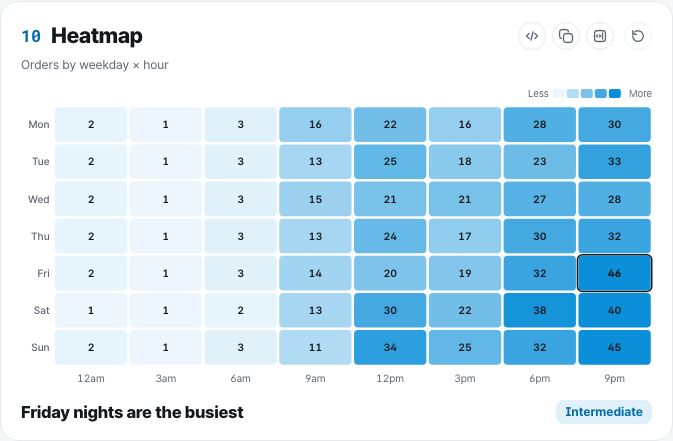 10 Heatmap
Orders by weekday × hour
Less More
Mon 2 1 3 16 22 16 28 30
Tue 2 1 3 13 25 18 23 33
Wed 2 1 3 15 21 21 27 28
Thu 2 1 3 13 24 17 30 32
Fri 2 1 3 14 20 19 32 46
Sat 1 1 2 13 30 22 38 40
Sun 2 1 3 11 34 25 32 45
12am 3am 6am 9am 12pm 3pm 6pm 9pm
Friday nights are the busiest Intermediate